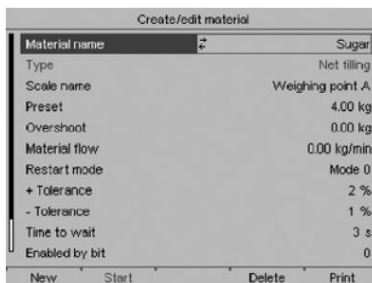 Create/edit material
Material name Sugar
Type Net filling
Scale name Weighing point A
Preset 4.00 kg
Overshoot 0.00 kg
Material flow 0.00 kg/min
Restart mode Mode 0
+ Tolerance 2 %
- Tolerance 1 %
Time to wait 3 s
Enabled by bit 0
New Start Delete Print